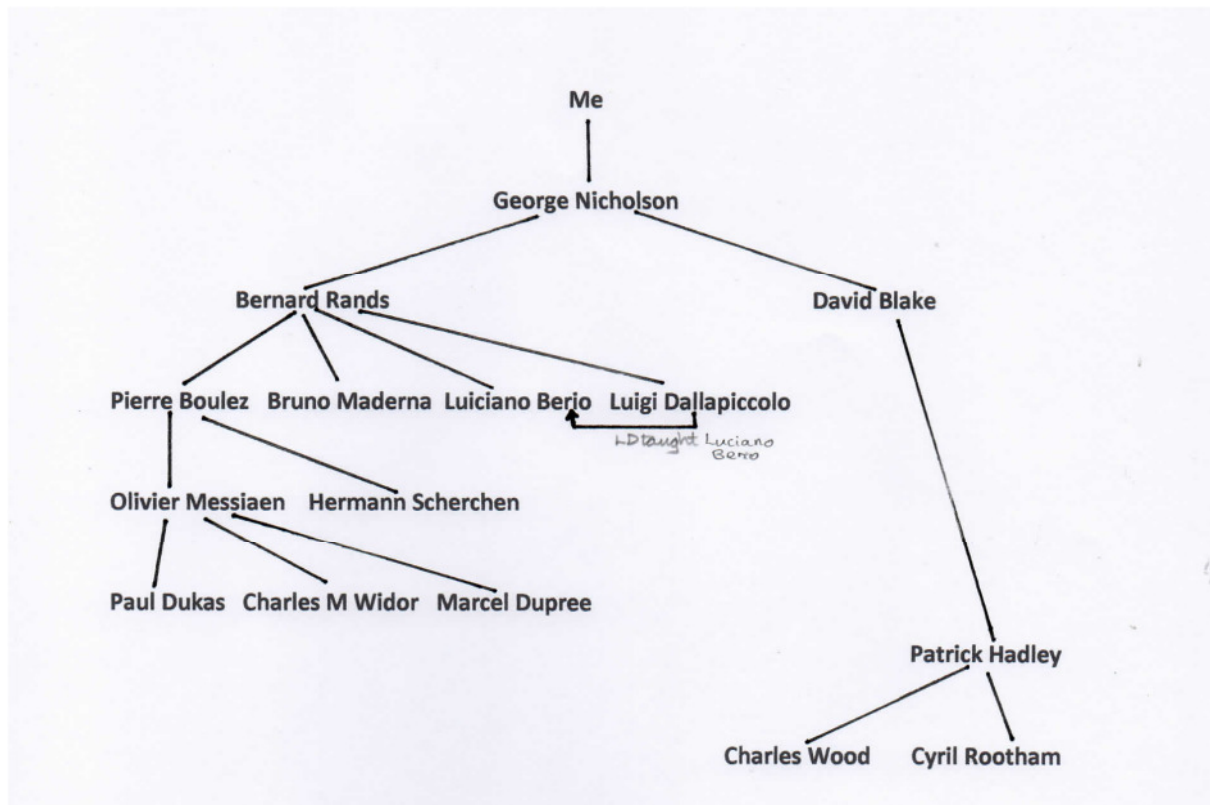 Me
George Nicholson
Bernard Rands David Blake
Pierre Boulez Bruno Maderna Luiciano Berio Luigi Dallapiccolo
LD taught Luciano
Berio
Olivier Messiaen Hermann Scherchen
Paul Dukas Charles M Widor Marcel Dupree
Patrick Hadley
Charles Wood Cyril Rootham